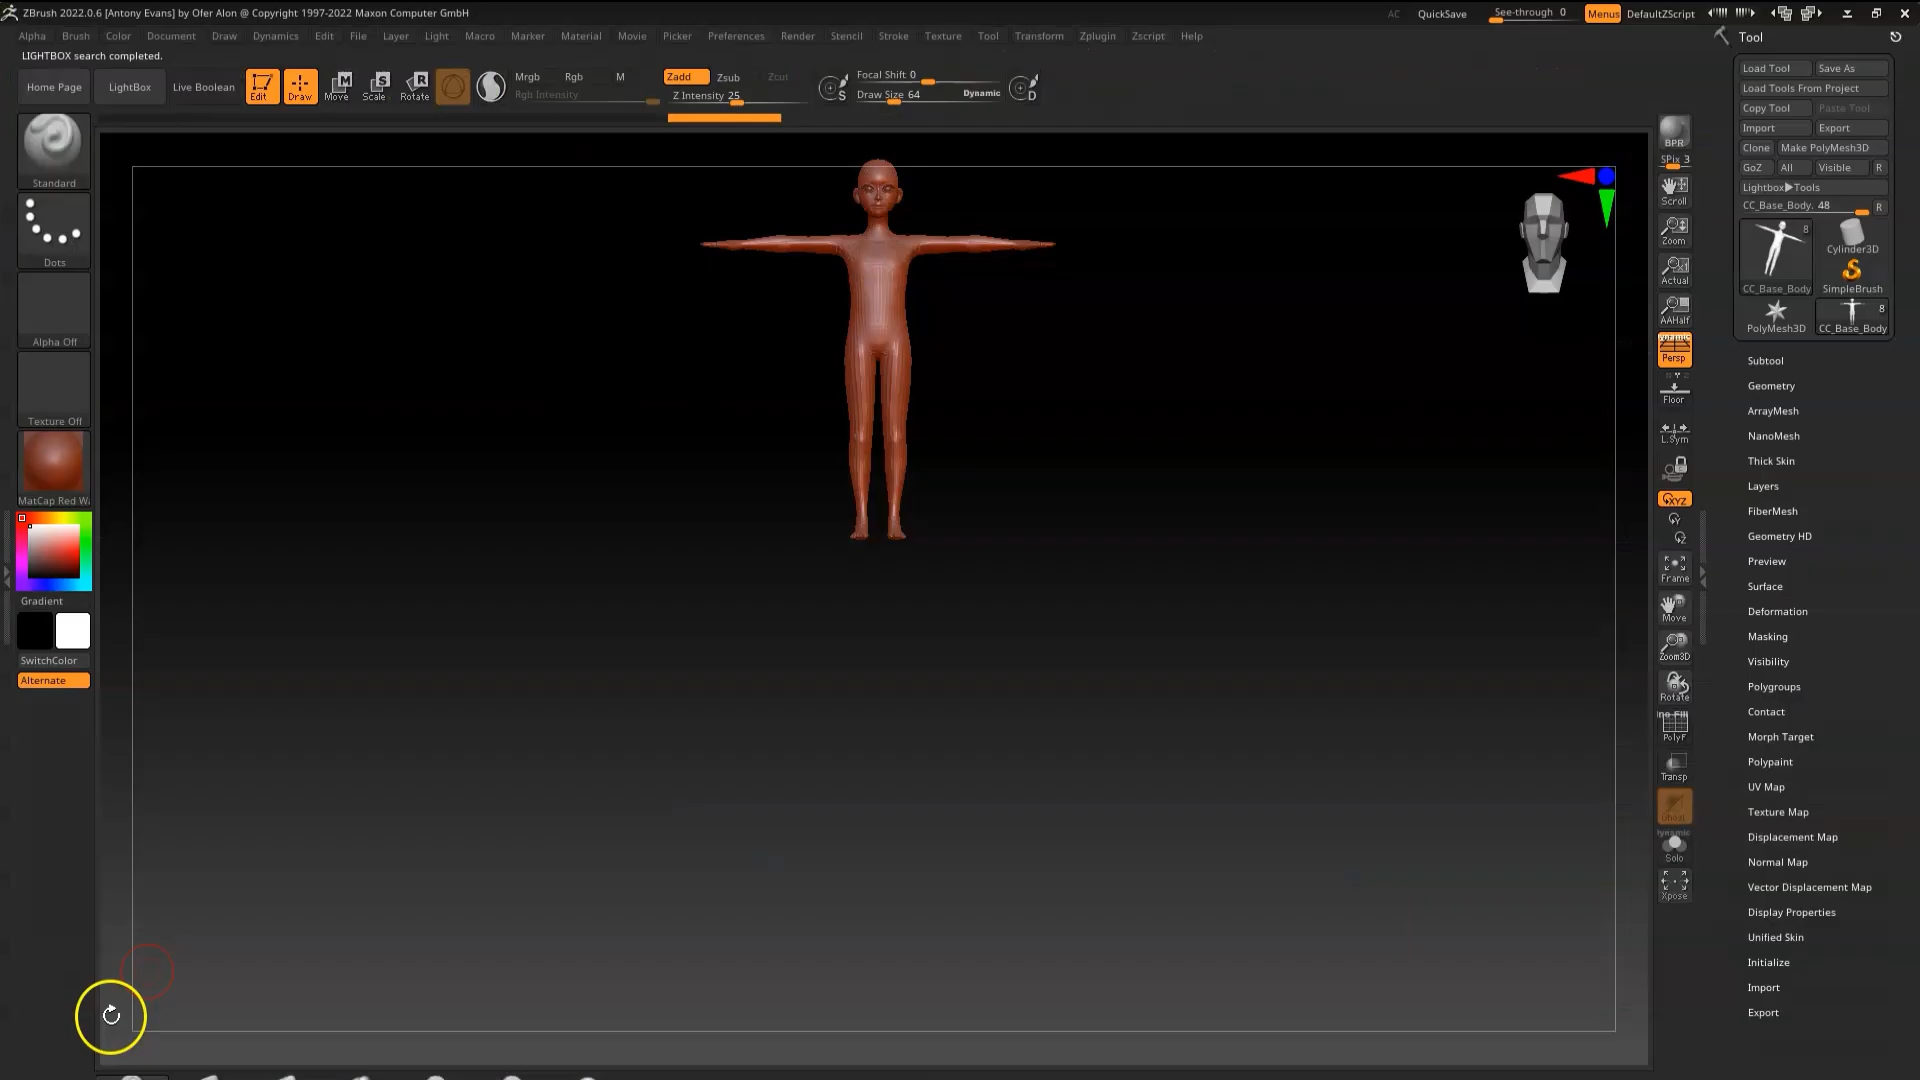 ZBrush 2022.0.6 [Antony Evans] by Ofer Alon @ Copyright 1997-2022 Maxon Computer GmbH
AC QuickSave See-through 0 Menus DefaultZScript
Alpha Brush Color Document Draw Dynamics Edit File Layer Light Macro Marker Material Movie Picker Preferences Render Stencil Stroke Texture Tool Transform Zplugin Zscript Help
LIGHTBOX search completed.
Home Page LightBox Live Boolean Edit Draw Move Scale Rotate
Mrgb Rgb M
Rgb Intensity
Zadd Zsub Zcut
Z Intensity 25
Focal Shift 0
Draw Size 64 Dynamic
S
D
Standard
Dots
Alpha Off
Texture Off
MatCap Red W
Gradient
SwitchColor
Alternate
BPR
SPix 3
Scroll
Zoom
Actual
AAHalf
Persp
Floor
L.Sym
XYZ
Frame
Move
Zoom3D
Rotate
PolyF
Transp
Ghost
Dynamic
Solo
Xpose
Tool
Load Tool Save As
Load Tools From Project
Copy Tool Paste Tool
Import Export
Clone Make PolyMesh3D
GoZ All Visible R
Lightbox▶Tools
CC_Base_Body. 48 R
8
CC_Base_Body
Cylinder3D
SimpleBrush
PolyMesh3D
8
CC_Base_Body
Subtool
Geometry
ArrayMesh
NanoMesh
Thick Skin
Layers
FiberMesh
Geometry HD
Preview
Surface
Deformation
Masking
Visibility
Polygroups
Contact
Morph Target
Polypaint
UV Map
Texture Map
Displacement Map
Normal Map
Vector Displacement Map
Display Properties
Unified Skin
Initialize
Import
Export